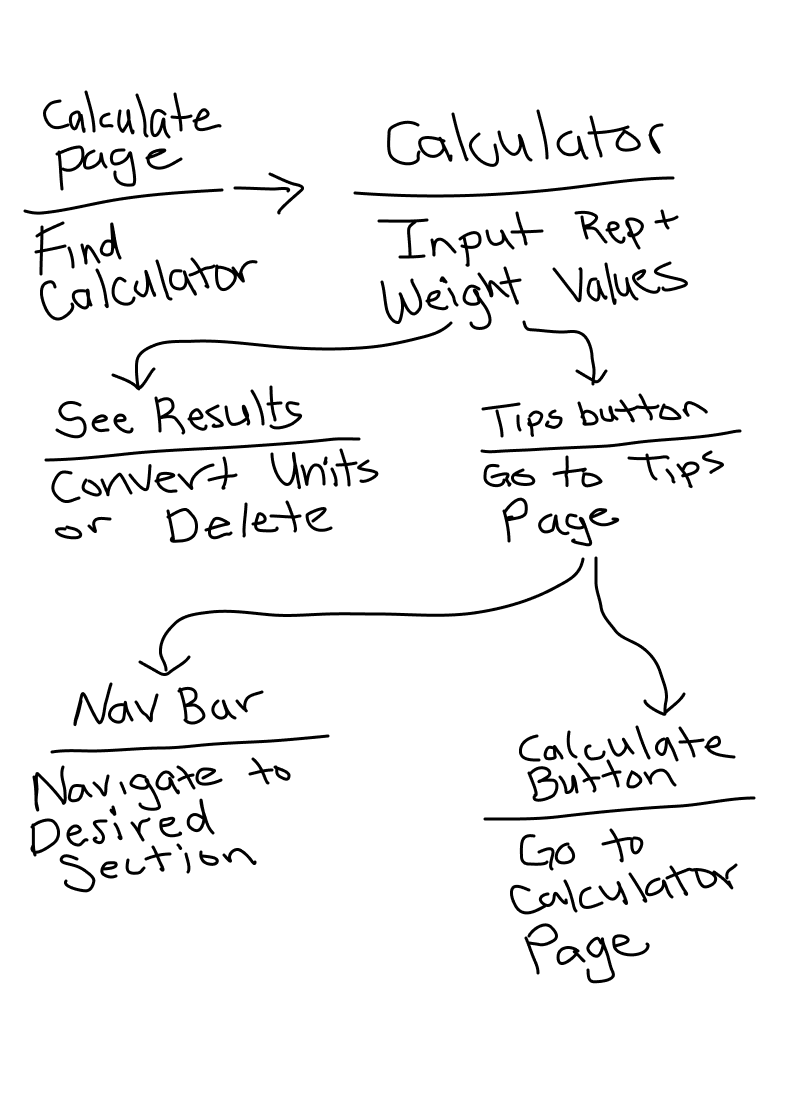 Calculate
page
Find
Calculator
Calculator
Input Rep +
Weight Values
See Results
Convert Units
or Delete
Tips button
Go to Tips
Page
Nav Bar
Navigate to
Desired
Section
Calculate
Button
Go to
Calculator
Page